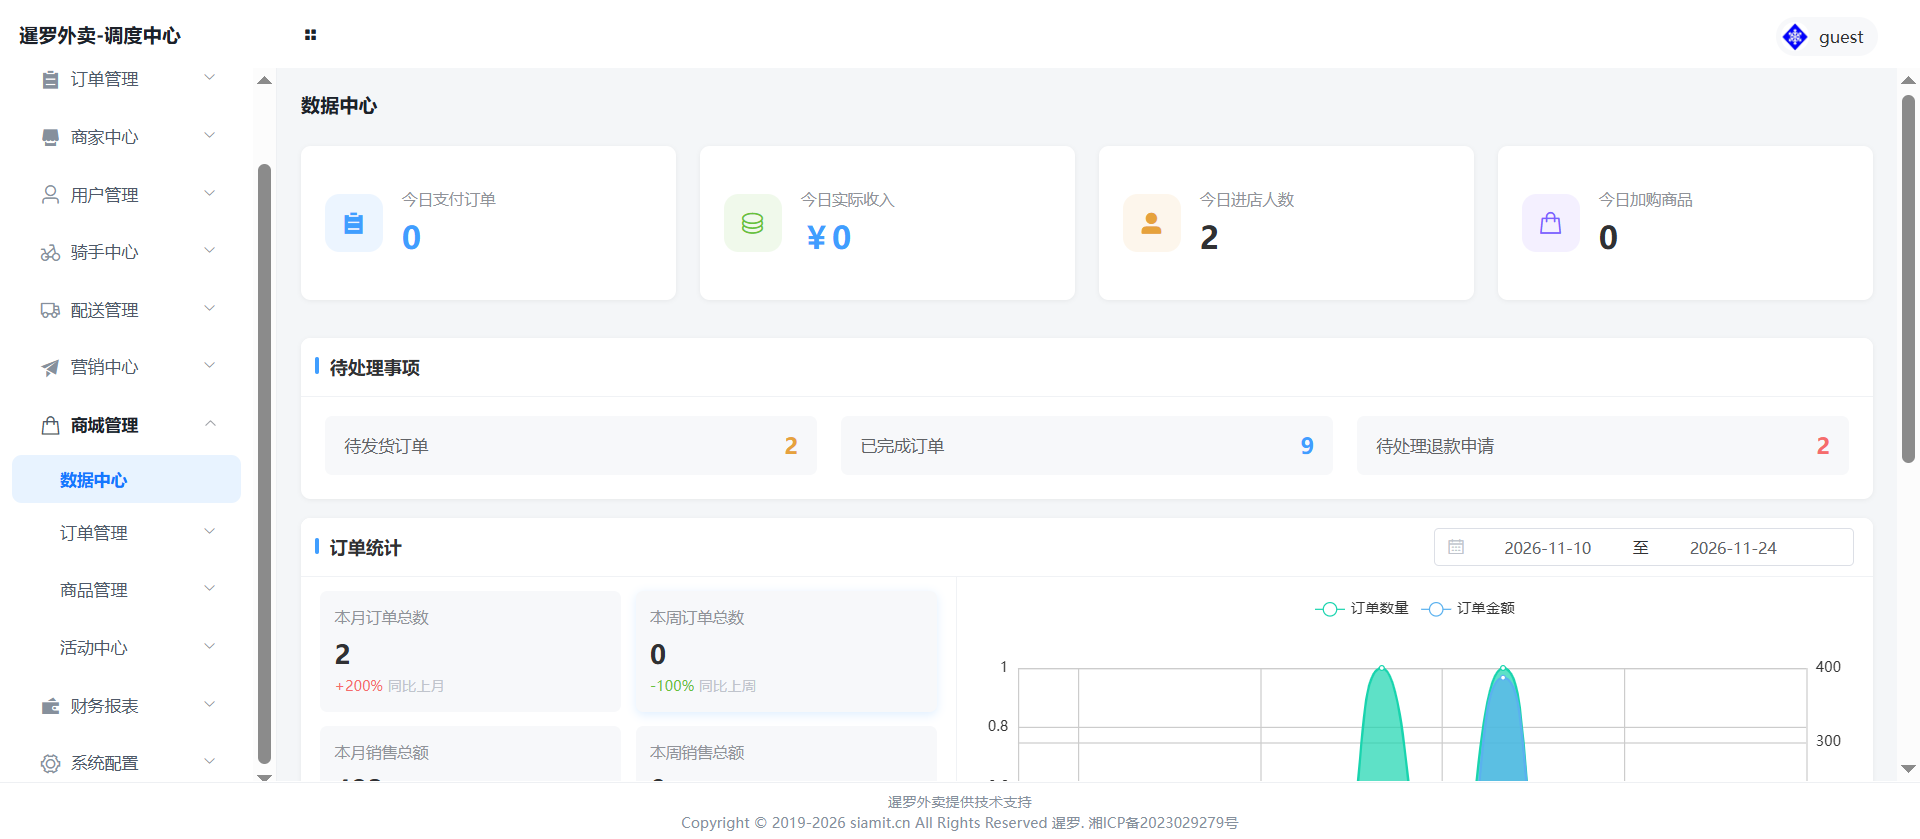 暹罗外卖-调度中心
guest
订单管理
商家中心
用户管理
骑手中心
配送管理
营销中心
商城管理
数据中心
订单管理
商品管理
活动中心
财务报表
系统配置
数据中心
今日支付订单
0
今日实际收入
¥0
今日进店人数
2
今日加购商品
0
待处理事项
待发货订单 2
已完成订单 9
待处理退款申请 2
订单统计
2026-11-10 至 2026-11-24
本月订单总数
2
+200% 同比上月
本周订单总数
0
-100% 同比上周
本月销售总额
本周销售总额
订单数量 订单金额
1
400
0.8
300
暹罗外卖提供技术支持
Copyright © 2019-2026 siamit.cn All Rights Reserved 暹罗. 湘ICP备2023029279号